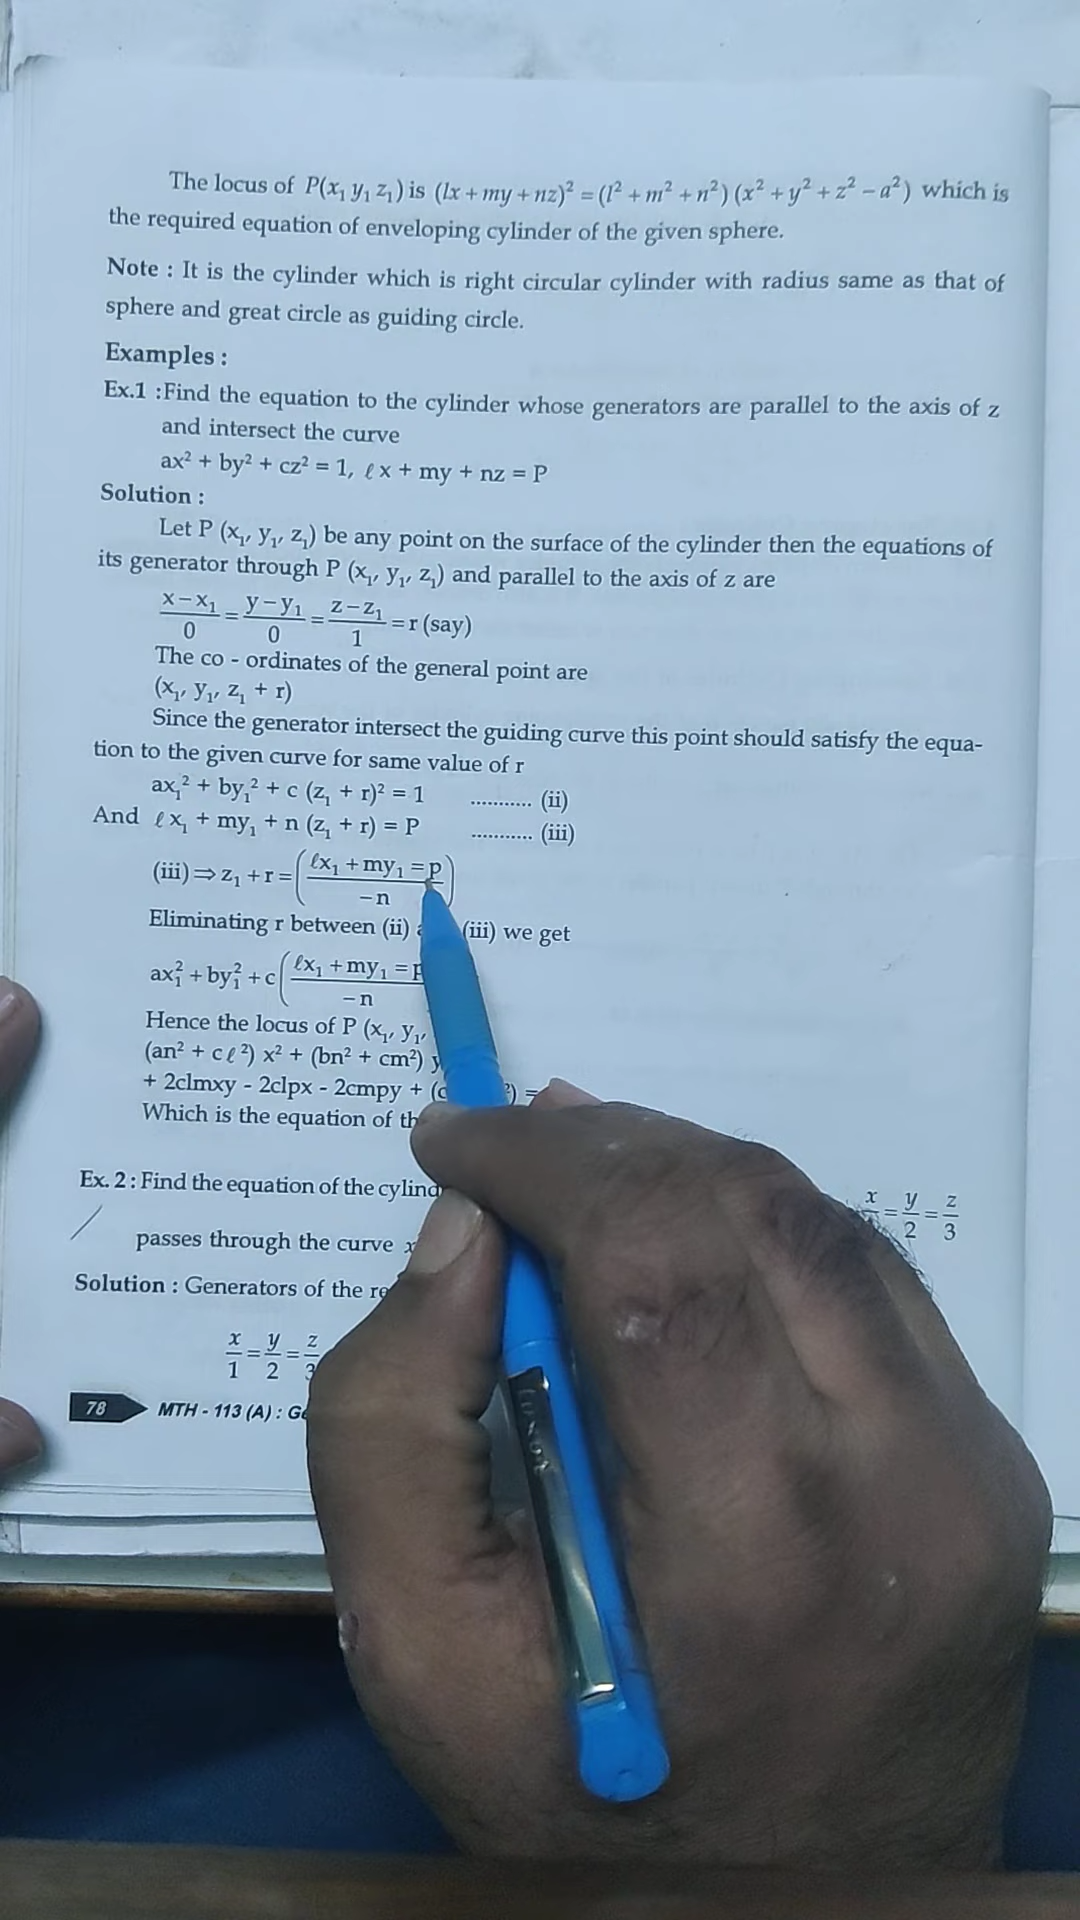 The locus of P(x₁ y₁ z₁) is (lx + my + nz)² = (l² + m² + n²) (x² + y² + z² – a²) which is
the required equation of enveloping cylinder of the given sphere.
Note : It is the cylinder which is right circular cylinder with radius same as that of
sphere and great circle as guiding circle.
Examples :
Ex.1 :Find the equation to the cylinder whose generators are parallel to the axis of z
and intersect the curve
ax² + by² + cz² = 1, ℓx + my + nz = P
Solution :
Let P (x₁, y₁, z₁) be any point on the surface of the cylinder then the equations of
its generator through P (x₁, y₁, z₁) and parallel to the axis of z are
(x – x₁)/0 = (y – y₁)/0 = (z – z₁)/1 = r (say)
The co - ordinates of the general point are
(x₁, y₁, z₁ + r)
Since the generator intersect the guiding curve this point should satisfy the equa-
tion to the given curve for same value of r
ax₁² + by₁² + c (z₁ + r)² = 1 ........... (ii)
And ℓx₁ + my₁ + n (z₁ + r) = P ........... (iii)
(iii) ⇒ z₁ + r = ((ℓx₁ + my₁ = p)/–n)
Eliminating r between (ii) (iii) we get
ax₁² + by₁² + c((ℓx₁ + my₁ = p/–n
Hence the locus of P (x₁, y₁,
(an² + cℓ²) x² + (bn² + cm²) y
+ 2clmxy - 2clpx - 2cmpy + (c ²) =
Which is the equation of th
Ex. 2 : Find the equation of the cylind = y/2 = z/3
passes through the curve x
Solution : Generators of the re
x/1 = y/2 = z/3
78 MTH - 113 (A) : Ge